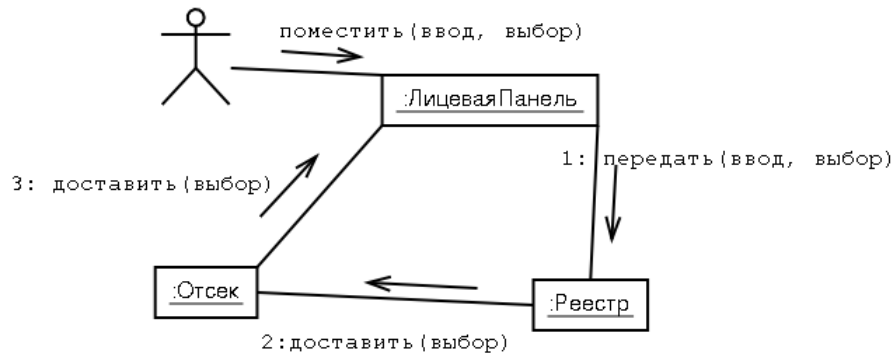 поместить(ввод, выбор)
:ЛицеваяПанель
1: передать(ввод, выбор)
3: доставить(выбор)
:Отсек
:Реестр
2:доставить(выбор)